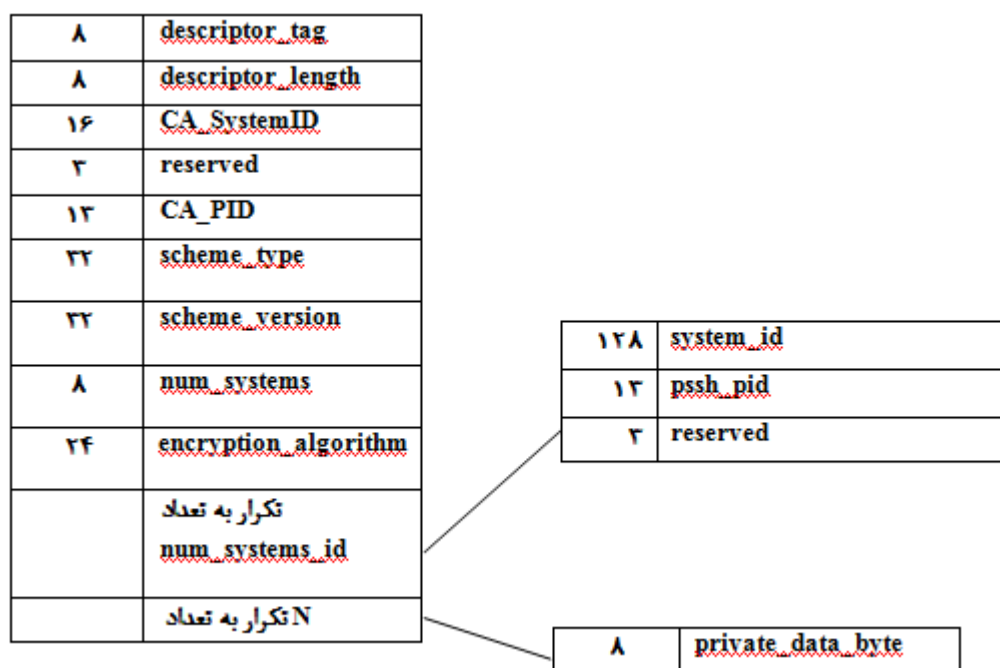 ۸ descriptor_tag
۸ descriptor_length
۱۶ CA_SystemID
۳ reserved
۱۳ CA_PID
۳۲ scheme_type
۳۲ scheme_version
۸ num_systems
۲۴ encryption_algorithm
تکرار به تعداد
num_systems_id
N تکرار به تعداد
۱۲۸ system_id
۱۳ pssh_pid
۳ reserved
۸ private_data_byte